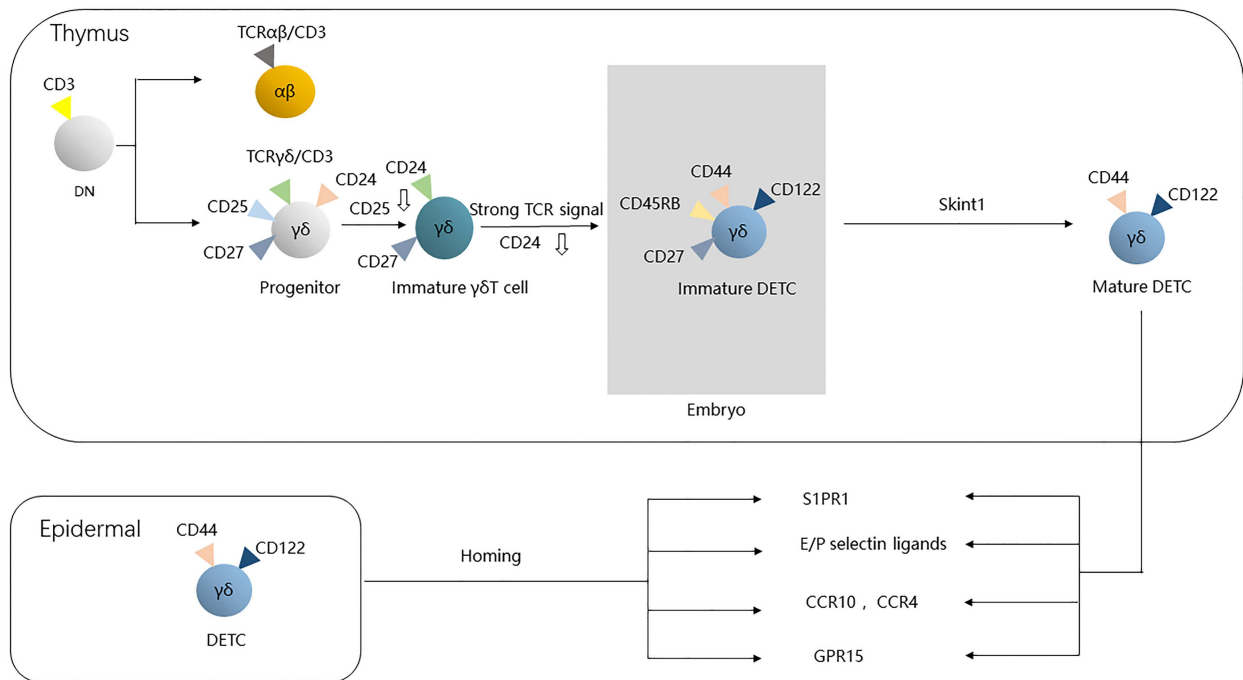 Thymus
TCRαβ/CD3
CD3
αβ
DN
TCRγδ/CD3
CD24
CD25
CD27
γδ
Progenitor
CD25
CD24
CD27
γδ
Immature γδT cell
Strong TCR signal
CD24
CD44
CD122
CD45RB
CD27
γδ
Immature DETC
Embryo
Skint1
CD44
CD122
γδ
Mature DETC
Epidermal
CD44
CD122
γδ
DETC
Homing
S1PR1
E/P selectin ligands
CCR10 , CCR4
GPR15